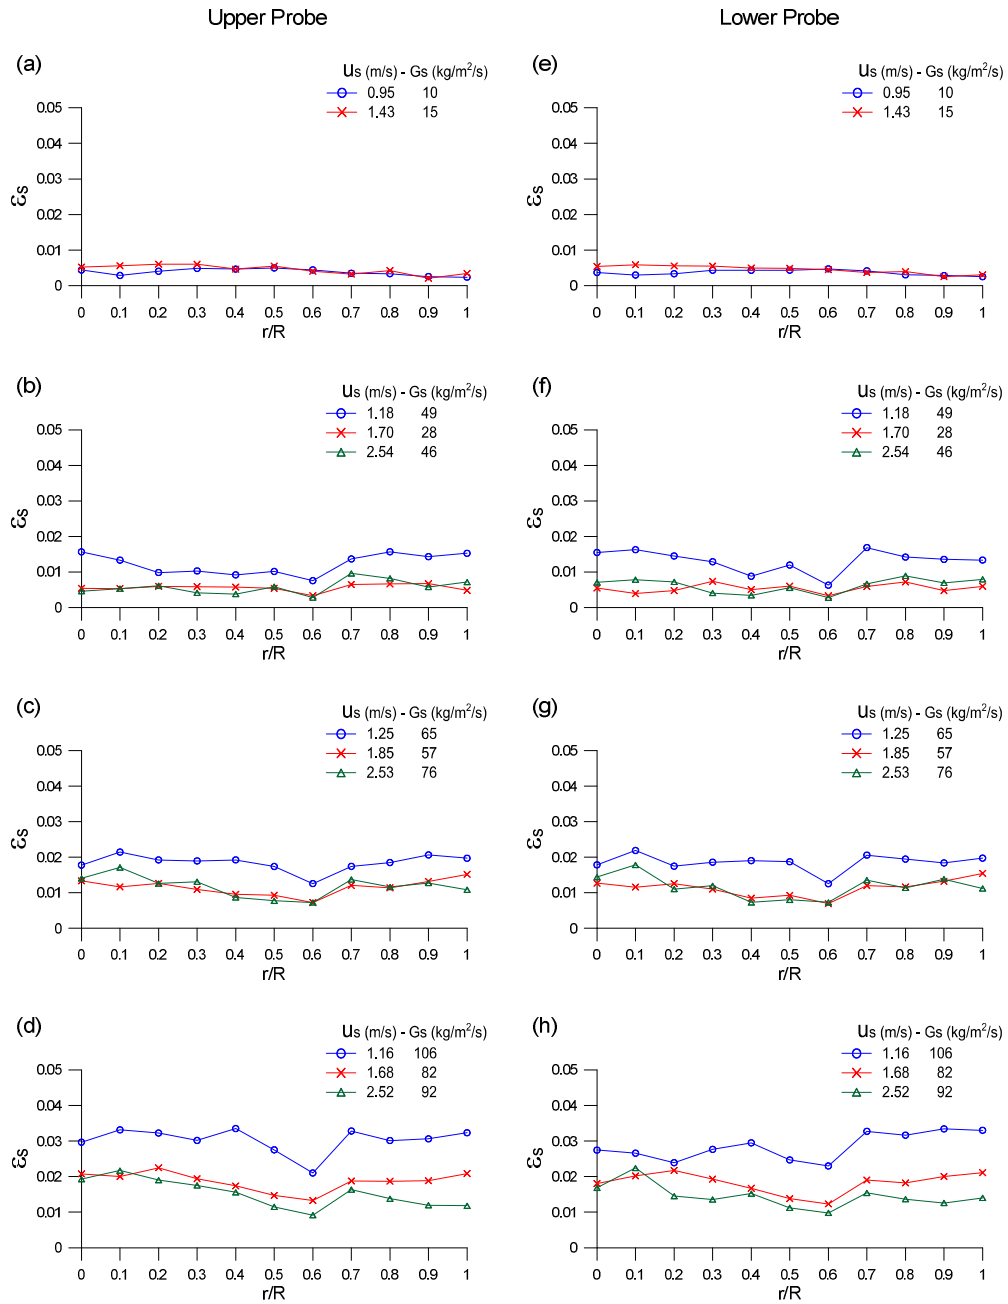 Upper Probe
Lower Probe
(a)
us (m/s) - Gs (kg/m²/s)
0.95 10
1.43 15
0.05
0.04
0.03
0.02
0.01
0
εs
0 0.1 0.2 0.3 0.4 0.5 0.6 0.7 0.8 0.9 1
r/R
(e)
us (m/s) - Gs (kg/m²/s)
0.95 10
1.43 15
0.05
0.04
0.03
0.02
0.01
0
εs
0 0.1 0.2 0.3 0.4 0.5 0.6 0.7 0.8 0.9 1
r/R
(b)
us (m/s) - Gs (kg/m²/s)
1.18 49
1.70 28
2.54 46
0.05
0.04
0.03
0.02
0.01
0
εs
0 0.1 0.2 0.3 0.4 0.5 0.6 0.7 0.8 0.9 1
r/R
(f)
us (m/s) - Gs (kg/m²/s)
1.18 49
1.70 28
2.54 46
0.05
0.04
0.03
0.02
0.01
0
εs
0 0.1 0.2 0.3 0.4 0.5 0.6 0.7 0.8 0.9 1
r/R
(c)
us (m/s) - Gs (kg/m²/s)
1.25 65
1.85 57
2.53 76
0.05
0.04
0.03
0.02
0.01
0
εs
0 0.1 0.2 0.3 0.4 0.5 0.6 0.7 0.8 0.9 1
r/R
(g)
us (m/s) - Gs (kg/m²/s)
1.25 65
1.85 57
2.53 76
0.05
0.04
0.03
0.02
0.01
0
εs
0 0.1 0.2 0.3 0.4 0.5 0.6 0.7 0.8 0.9 1
r/R
(d)
us (m/s) - Gs (kg/m²/s)
1.16 106
1.68 82
2.52 92
0.05
0.04
0.03
0.02
0.01
0
εs
0 0.1 0.2 0.3 0.4 0.5 0.6 0.7 0.8 0.9 1
r/R
(h)
us (m/s) - Gs (kg/m²/s)
1.16 106
1.68 82
2.52 92
0.05
0.04
0.03
0.02
0.01
0
εs
0 0.1 0.2 0.3 0.4 0.5 0.6 0.7 0.8 0.9 1
r/R